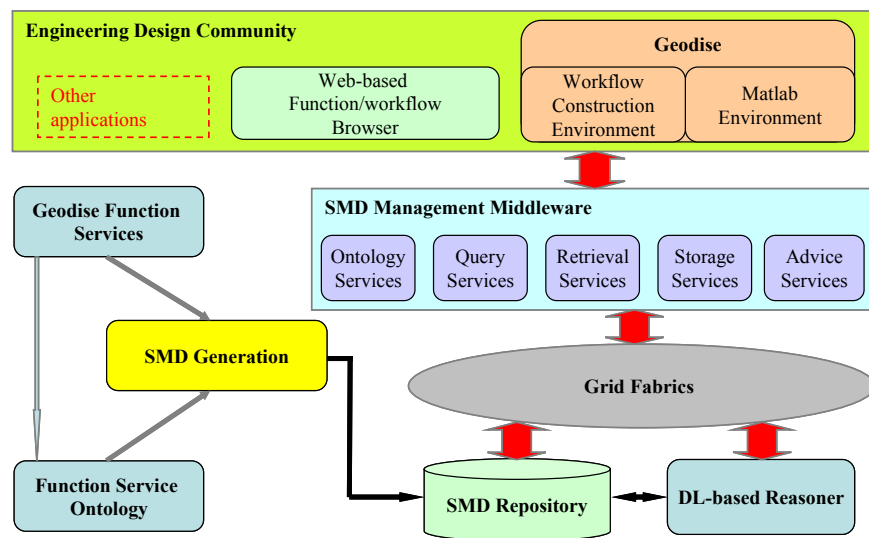 Engineering Design Community
Geodise
Other
applications
Web-based
Function/workflow
Browser
Workflow
Construction
Environment
Matlab
Environment
Geodise Function
Services
SMD Management Middleware
Ontology
Services
Query
Services
Retrieval
Services
Storage
Services
Advice
Services
SMD Generation
Grid Fabrics
Function Service
Ontology
SMD Repository
DL-based Reasoner